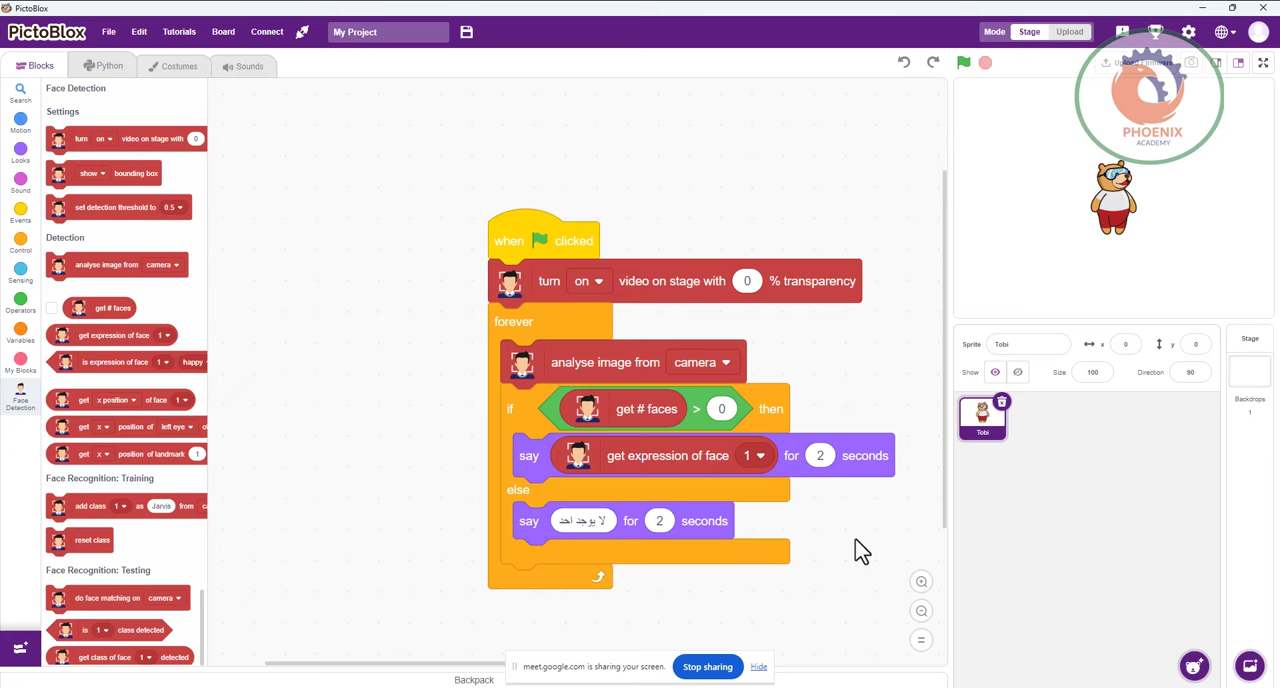 PictoBlox
PictoBlox File Edit Tutorials Board Connect My Project Mode Stage Upload
Blocks Python Costumes Sounds
PHOENIX
ACADEMY
Search
Motion
Looks
Sound
Events
Control
Sensing
Operators
Variables
My Blocks
Face
Detection
Face Detection
Settings
turn on video on stage with 0
show bounding box
set detection threshold to 0.5
Detection
analyse image from camera
get # faces
get expression of face 1
is expression of face 1 happy
get x position of face 1
get x position of left eye o
get x position of landmark 1
Face Recognition: Training
add class 1 as Jarvis from ca
reset class
Face Recognition: Testing
do face matching on camera
is 1 class detected
get class of face 1 detected
when clicked
turn on video on stage with 0 % transparency
forever
analyse image from camera
if get # faces > 0 then
say get expression of face 1 for 2 seconds
else
say لا يوجد احد for 2 seconds
Sprite Tobi x 0 y 0
Show Size 100 Direction 90
Tobi
Stage
Backdrops
1
meet.google.com is sharing your screen. Stop sharing Hide
Backpack